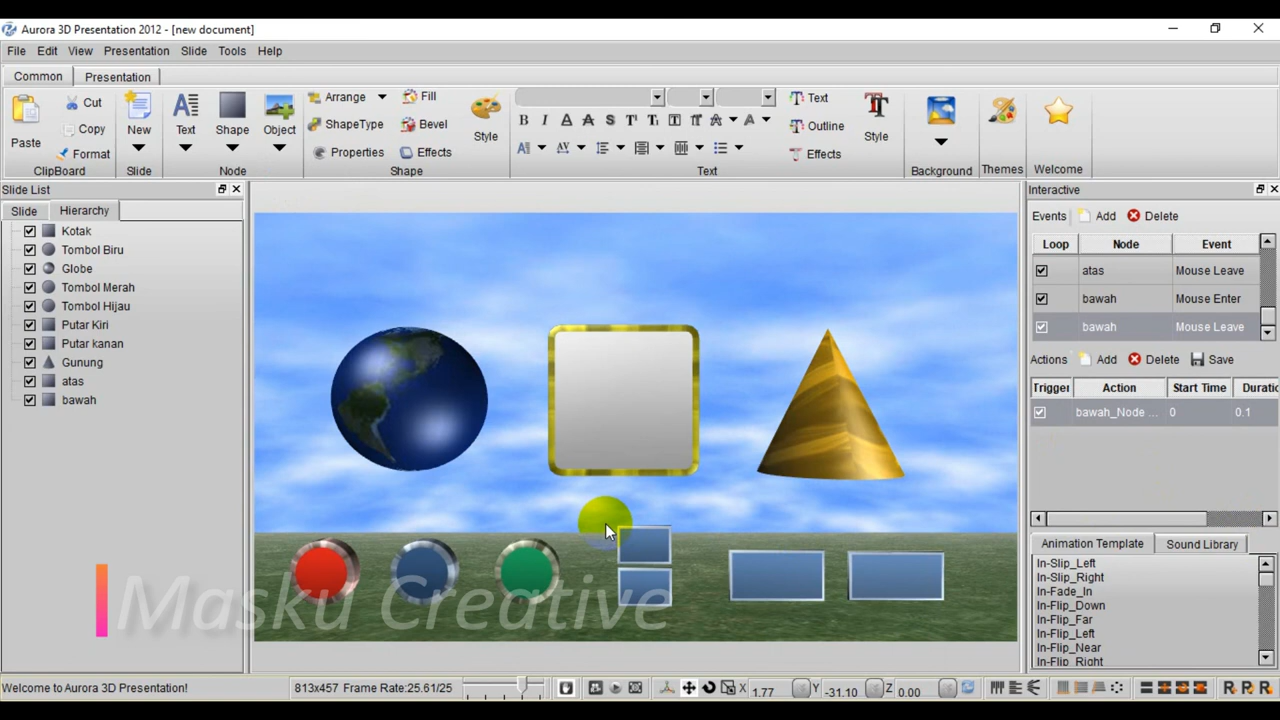 Aurora 3D Presentation 2012 - [new document]
File Edit View Presentation Slide Tools Help
Common Presentation
Paste Cut Copy Format ClipBoard
New Slide
Text Shape Object Node
Arrange Fill
ShapeType Bevel
Properties Effects
Style
Shape
B I A A S T T T T A A
Text
Outline
Effects
Style
A AV
Text
Background
Themes
Welcome
Slide List
Slide Hierarchy
Kotak
Tombol Biru
Globe
Tombol Merah
Tombol Hijau
Putar Kiri
Putar kanan
Gunung
atas
bawah
Interactive
Events Add Delete
Loop Node Event
atas Mouse Leave
bawah Mouse Enter
bawah Mouse Leave
Actions Add Delete Save
Trigger Action Start Time Duratio
bawah_Node ... 0 0.1
Animation Template Sound Library
In-Slip_Left
In-Slip_Right
In-Fade_In
In-Flip_Down
In-Flip_Far
In-Flip_Left
In-Flip_Near
In-Flip_Right
Masku Creative
Welcome to Aurora 3D Presentation! 813x457 Frame Rate:25.61/25 X 1.77 Y -31.10 Z 0.00 R R R